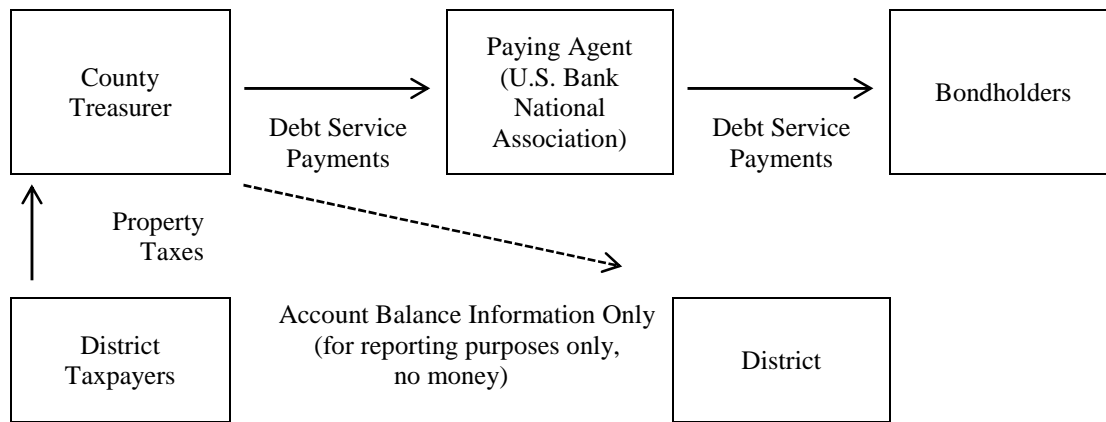 County
Treasurer
Debt Service
Payments
Paying Agent
(U.S. Bank
National
Association)
Debt Service
Payments
Bondholders
Property
Taxes
District
Taxpayers
Account Balance Information Only
(for reporting purposes only,
no money)
District